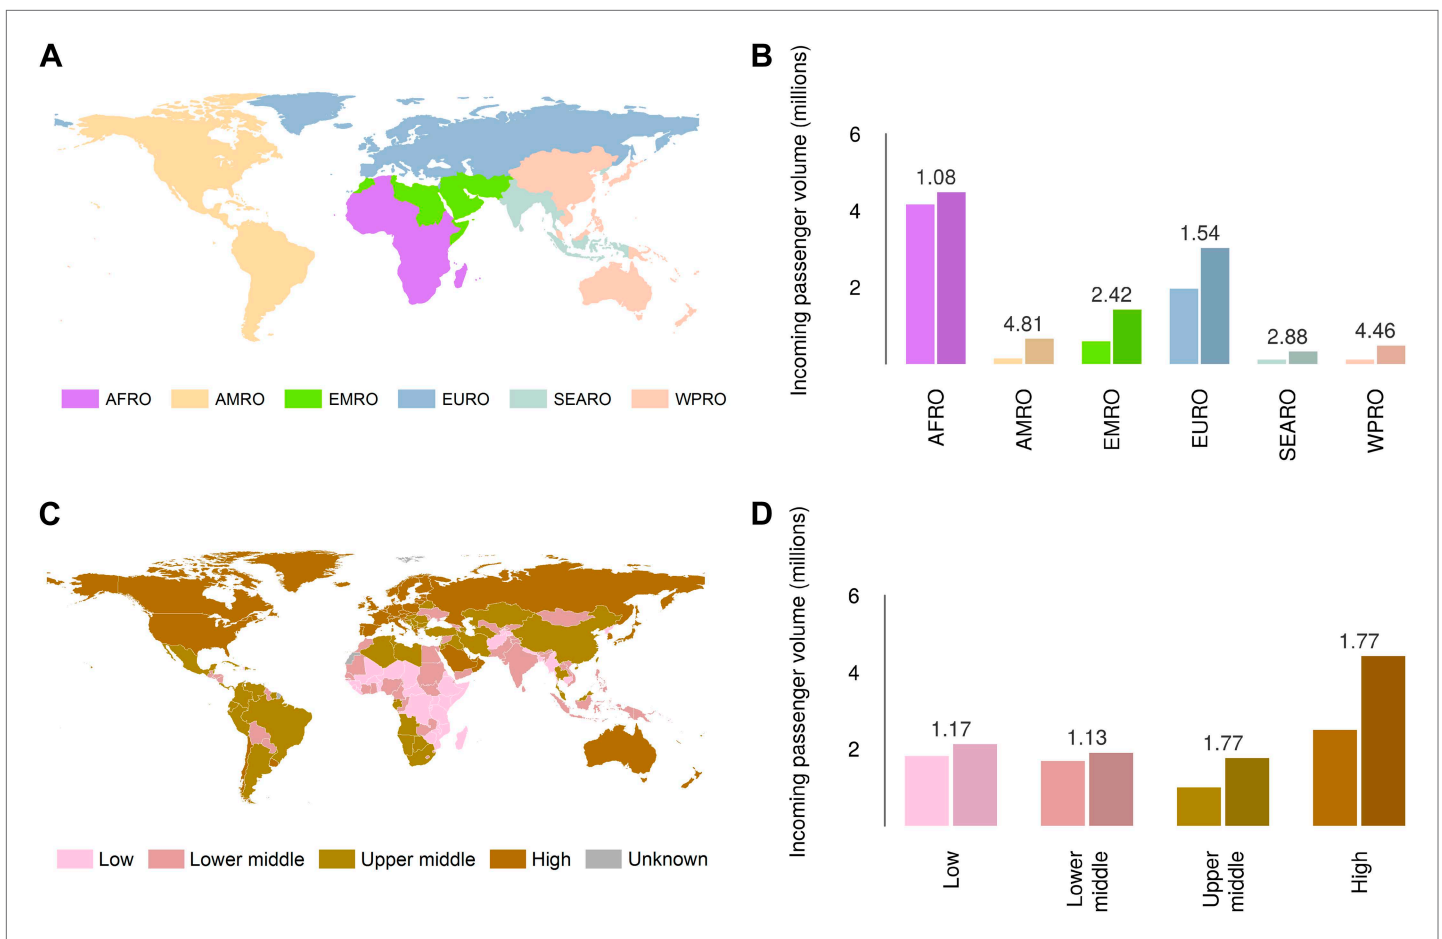 A
AFRO AMRO EMRO EURO SEARO WPRO
B
Incoming passenger volume (millions)
6
4
2
1.08
4.81
2.42
1.54
2.88
4.46
AFRO
AMRO
EMRO
EURO
SEARO
WPRO
C
Low Lower middle Upper middle High Unknown
D
Incoming passenger volume (millions)
6
4
2
1.17
1.13
1.77
1.77
Low
Lower
middle
Upper
middle
High